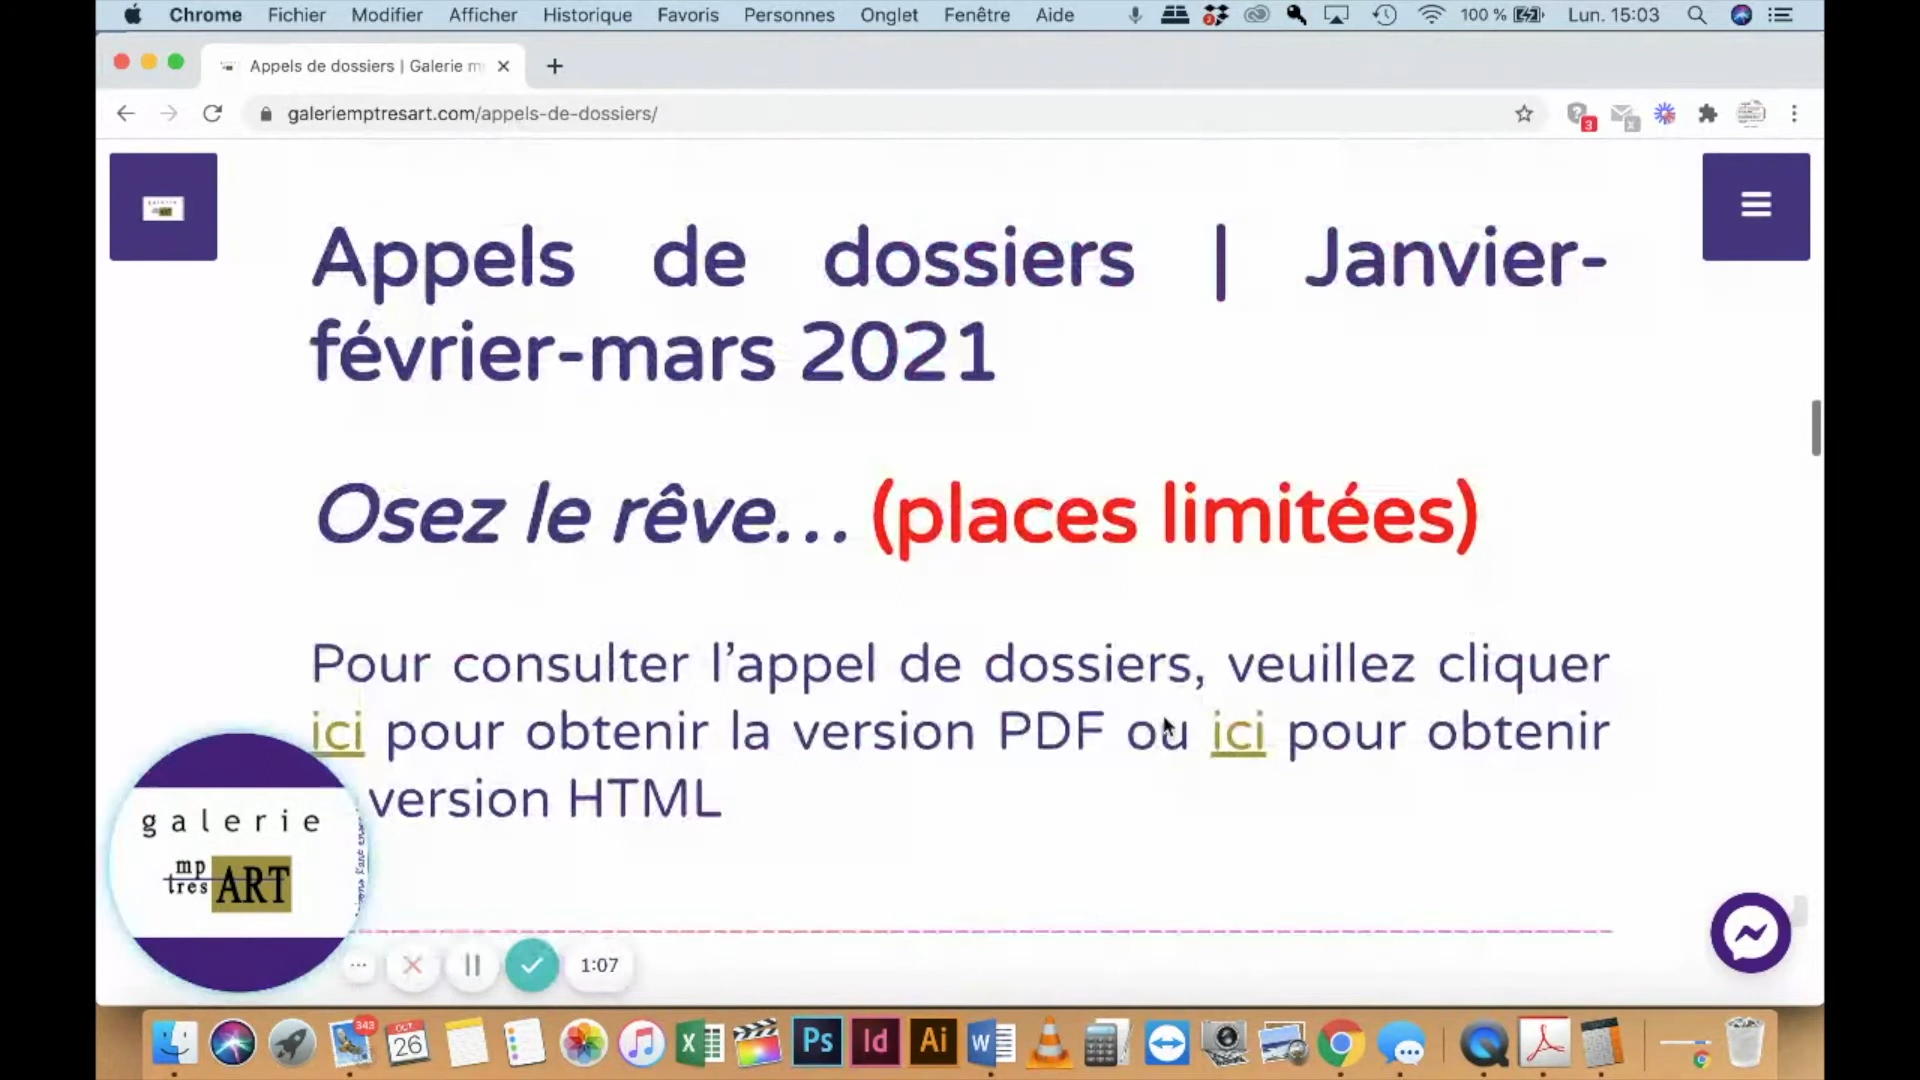 Chrome Fichier Modifier Afficher Historique Favoris Personnes Onglet Fenêtre Aide 100 % Lun. 15:03
Appels de dossiers | Galerie m
galeriemptresart.com/appels-de-dossiers/
3
Appels de dossiers | Janvier-
février-mars 2021
Osez le rêve... (places limitées)
Pour consulter l'appel de dossiers, veuillez cliquer
ici pour obtenir la version PDF ou ici pour obtenir
version HTML
galerie
mp
tres ART
1:07
343
OCT
26
Ps Id Ai